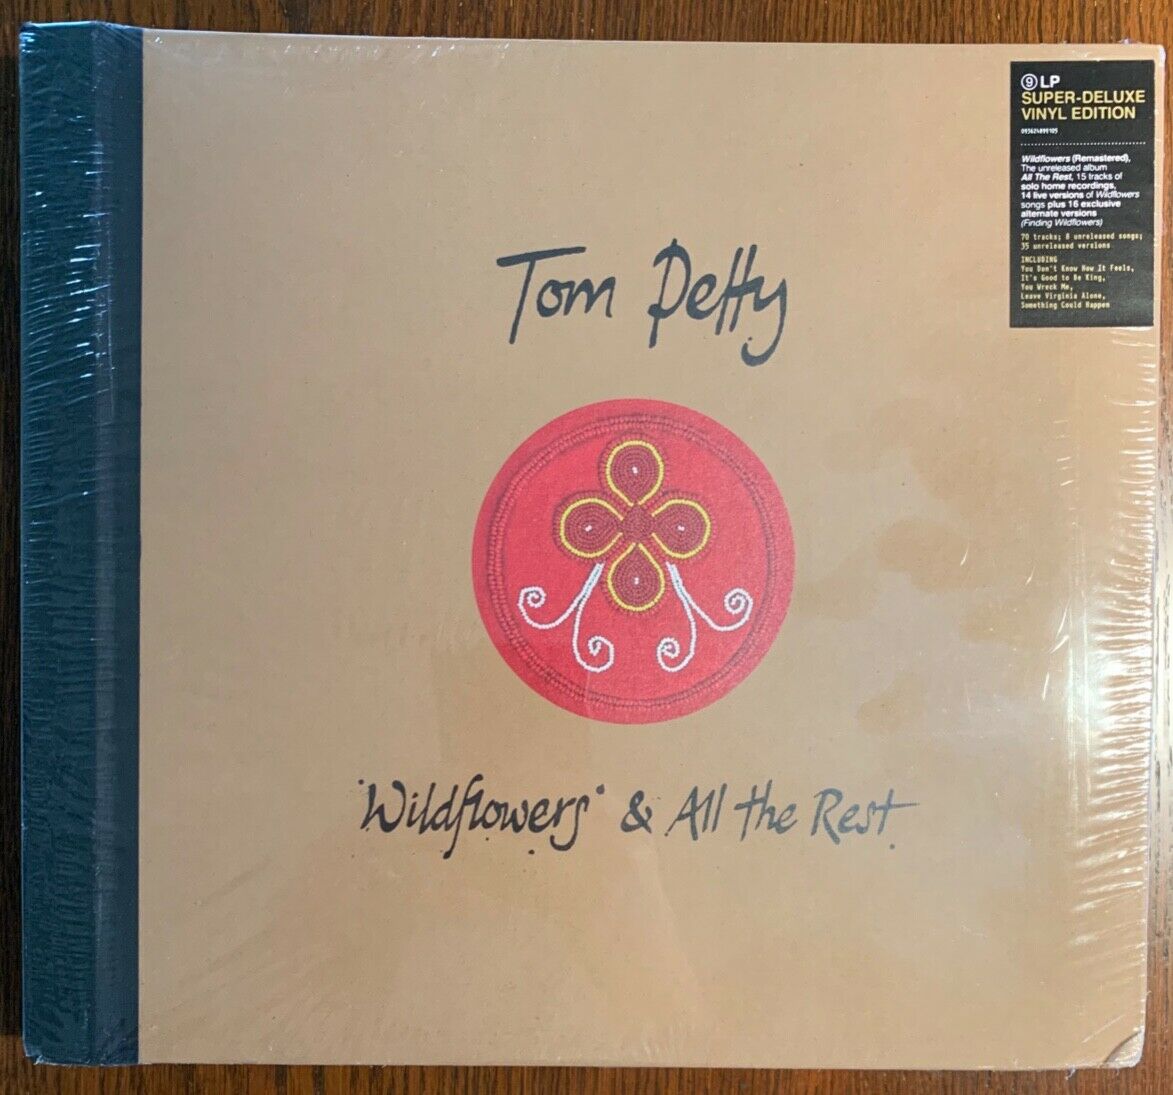 ⑨ LP
SUPER-DELUXE
VINYL EDITION
093624899105
Wildflowers (Remastered),
The unreleased album
All The Rest, 15 tracks of
solo home recordings,
14 live versions of Wildflowers
songs plus 16 exclusive
alternate versions
(Finding Wildflowers)
70 tracks; 8 unreleased songs;
35 unreleased versions
INCLUDING
You Don't Know How It Feels,
It's Good to Be King,
You Wreck Me,
Leave Virginia Alone,
Something Could Happen
Tom Petty
"Wildflowers" & All the Rest